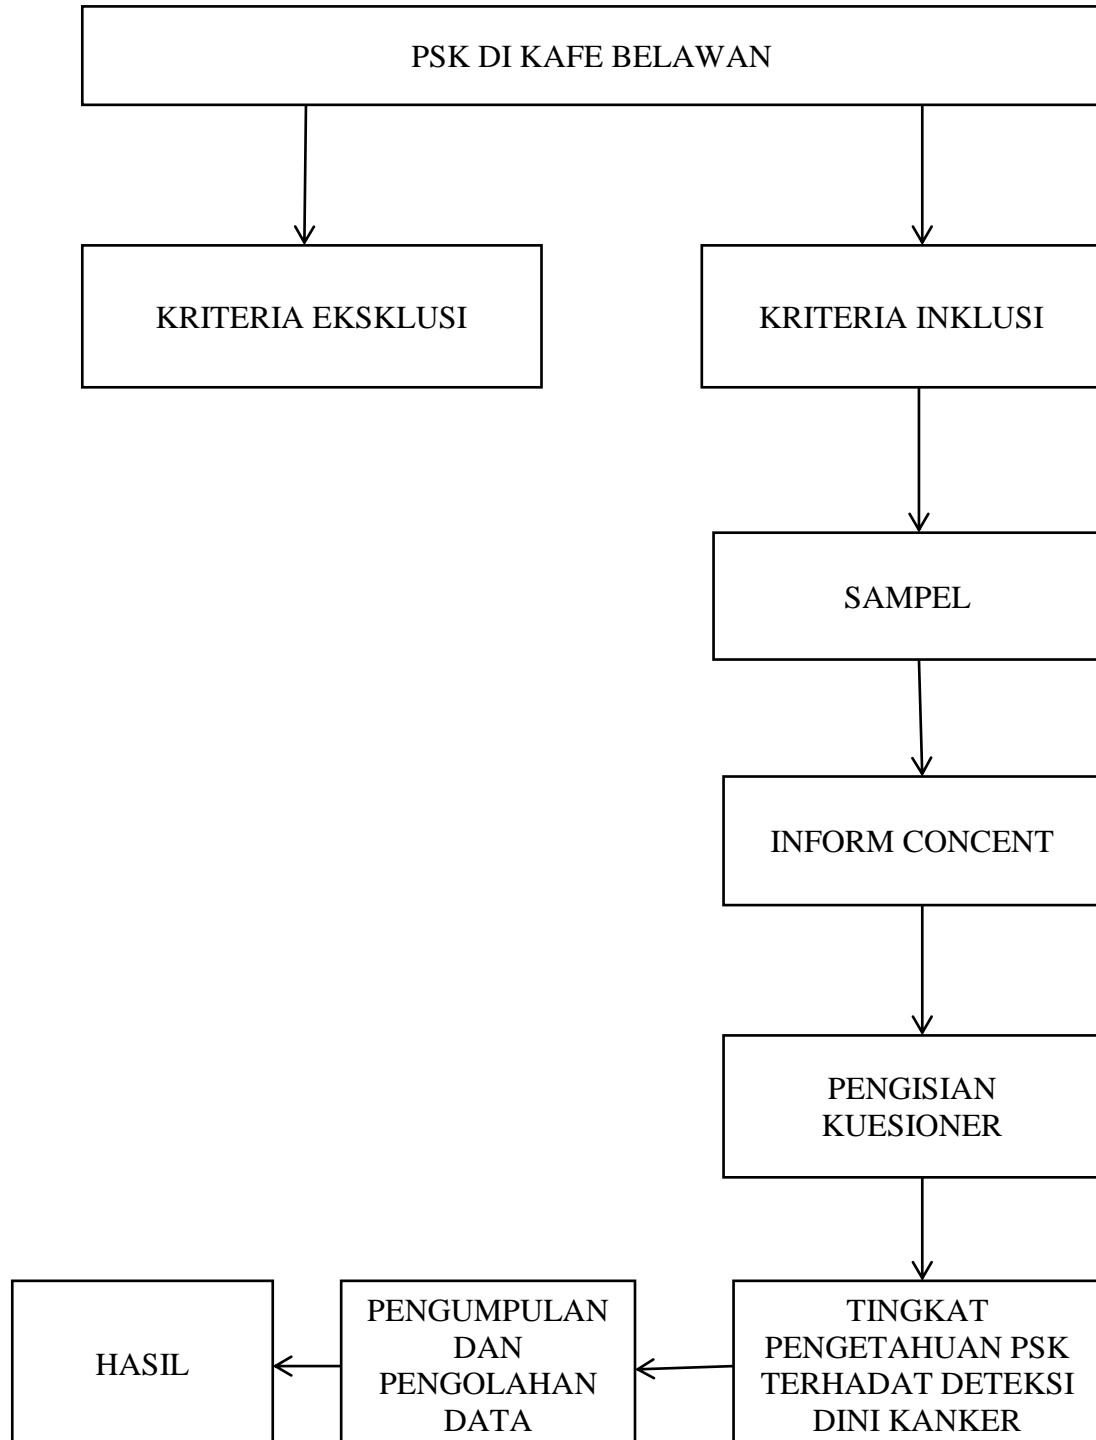 PSK DI KAFE BELAWAN
KRITERIA EKSKLUSI
KRITERIA INKLUSI
SAMPEL
INFORM CONCENT
PENGISIAN
KUESIONER
TINGKAT
PENGETAHUAN PSK
TERHADAT DETEKSI
DINI KANKER
PENGUMPULAN
DAN
PENGOLAHAN
DATA
HASIL